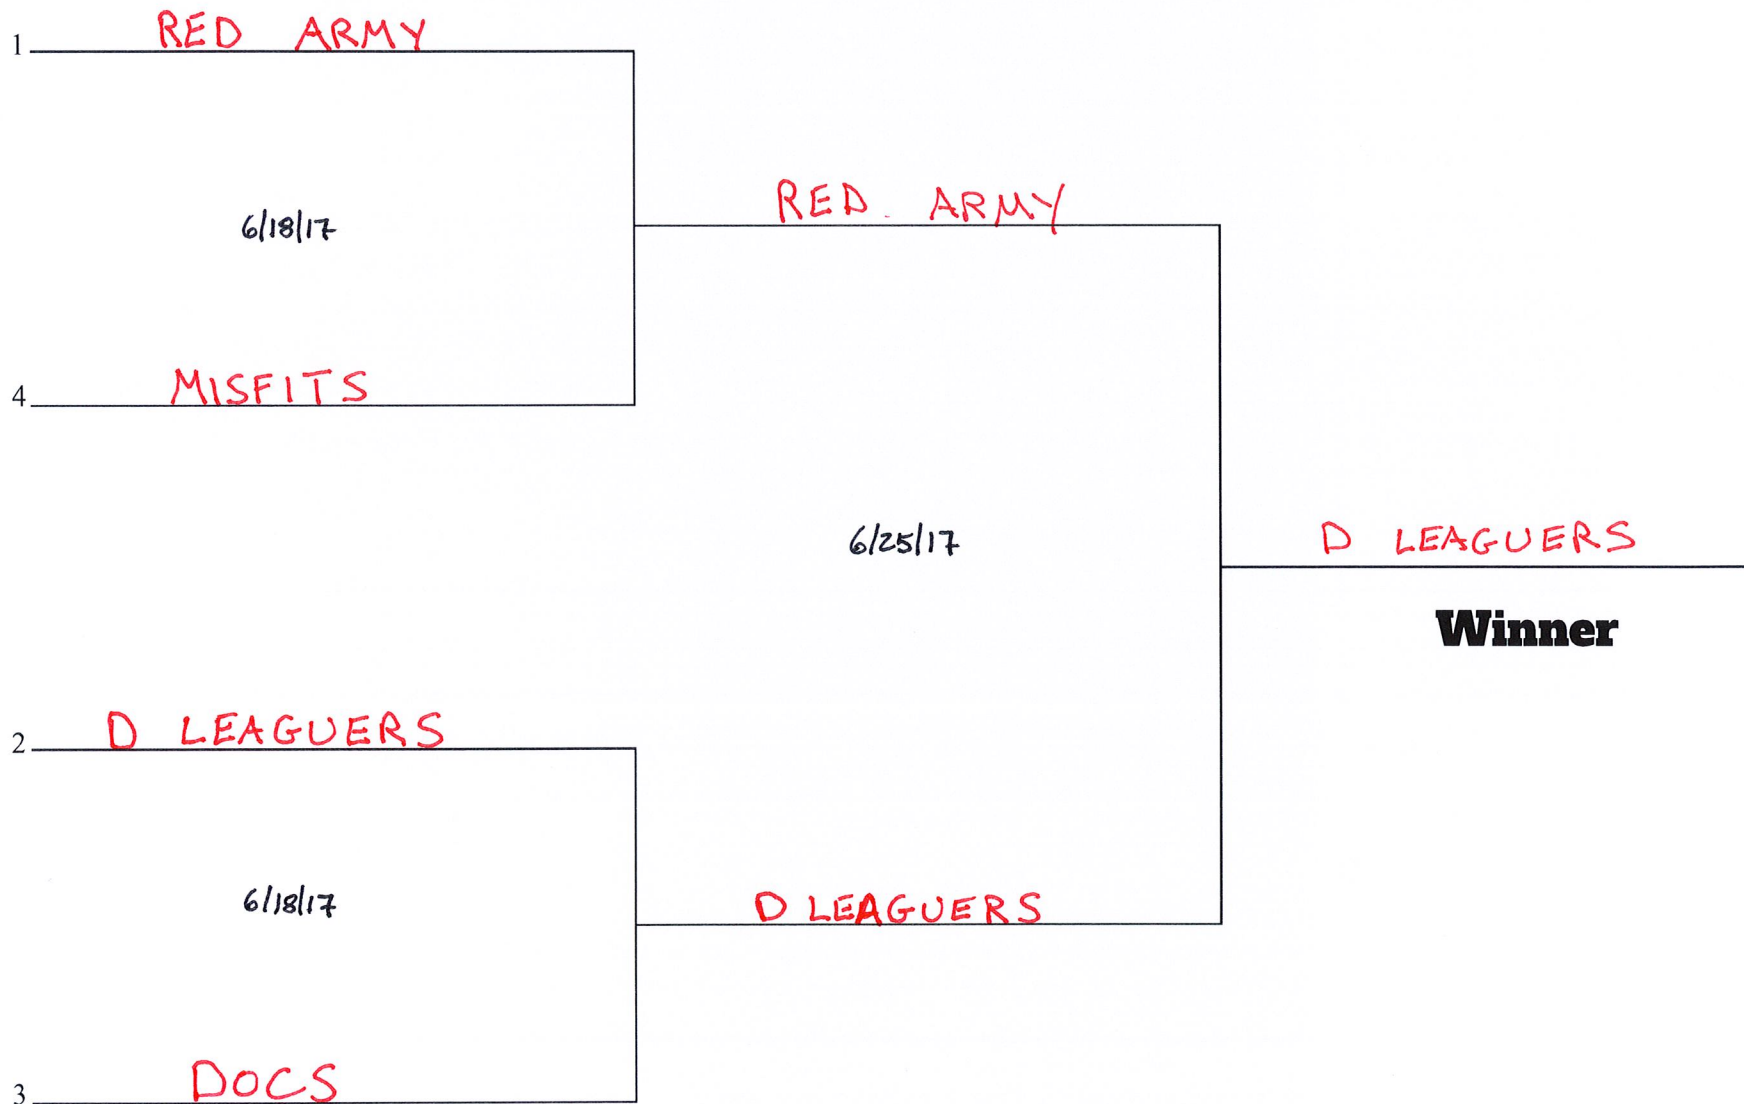 1 RED ARMY
6/18/17
RED ARMY
4 MISFITS
6/25/17
D LEAGUERS
Winner
2 D LEAGUERS
6/18/17
D LEAGUERS
3 DOCS